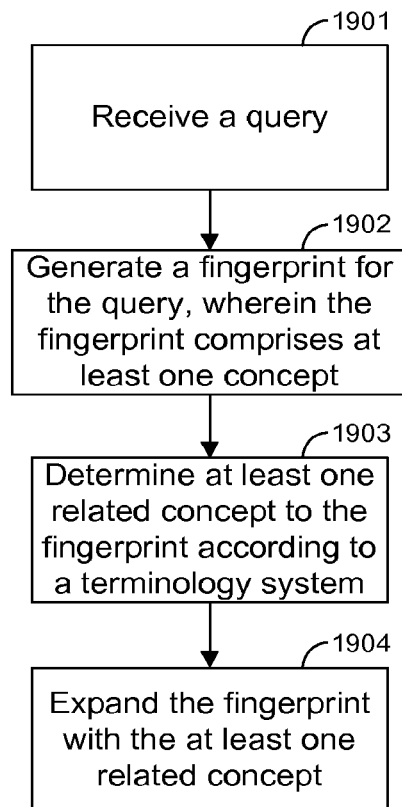 1901
Receive a query
1902
Generate a fingerprint for
the query, wherein the
fingerprint comprises at
least one concept
1903
Determine at least one
related concept to the
fingerprint according to
a terminology system
1904
Expand the fingerprint
with the at least one
related concept